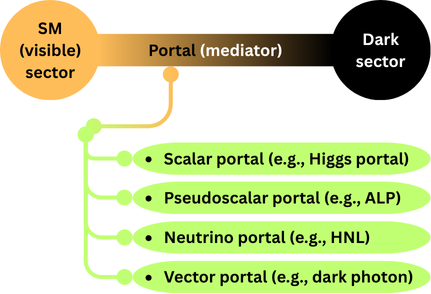 SM
(visible)
sector
Portal (mediator)
Dark
sector
• Scalar portal (e.g., Higgs portal)
• Pseudoscalar portal (e.g., ALP)
• Neutrino portal (e.g., HNL)
• Vector portal (e.g., dark photon)